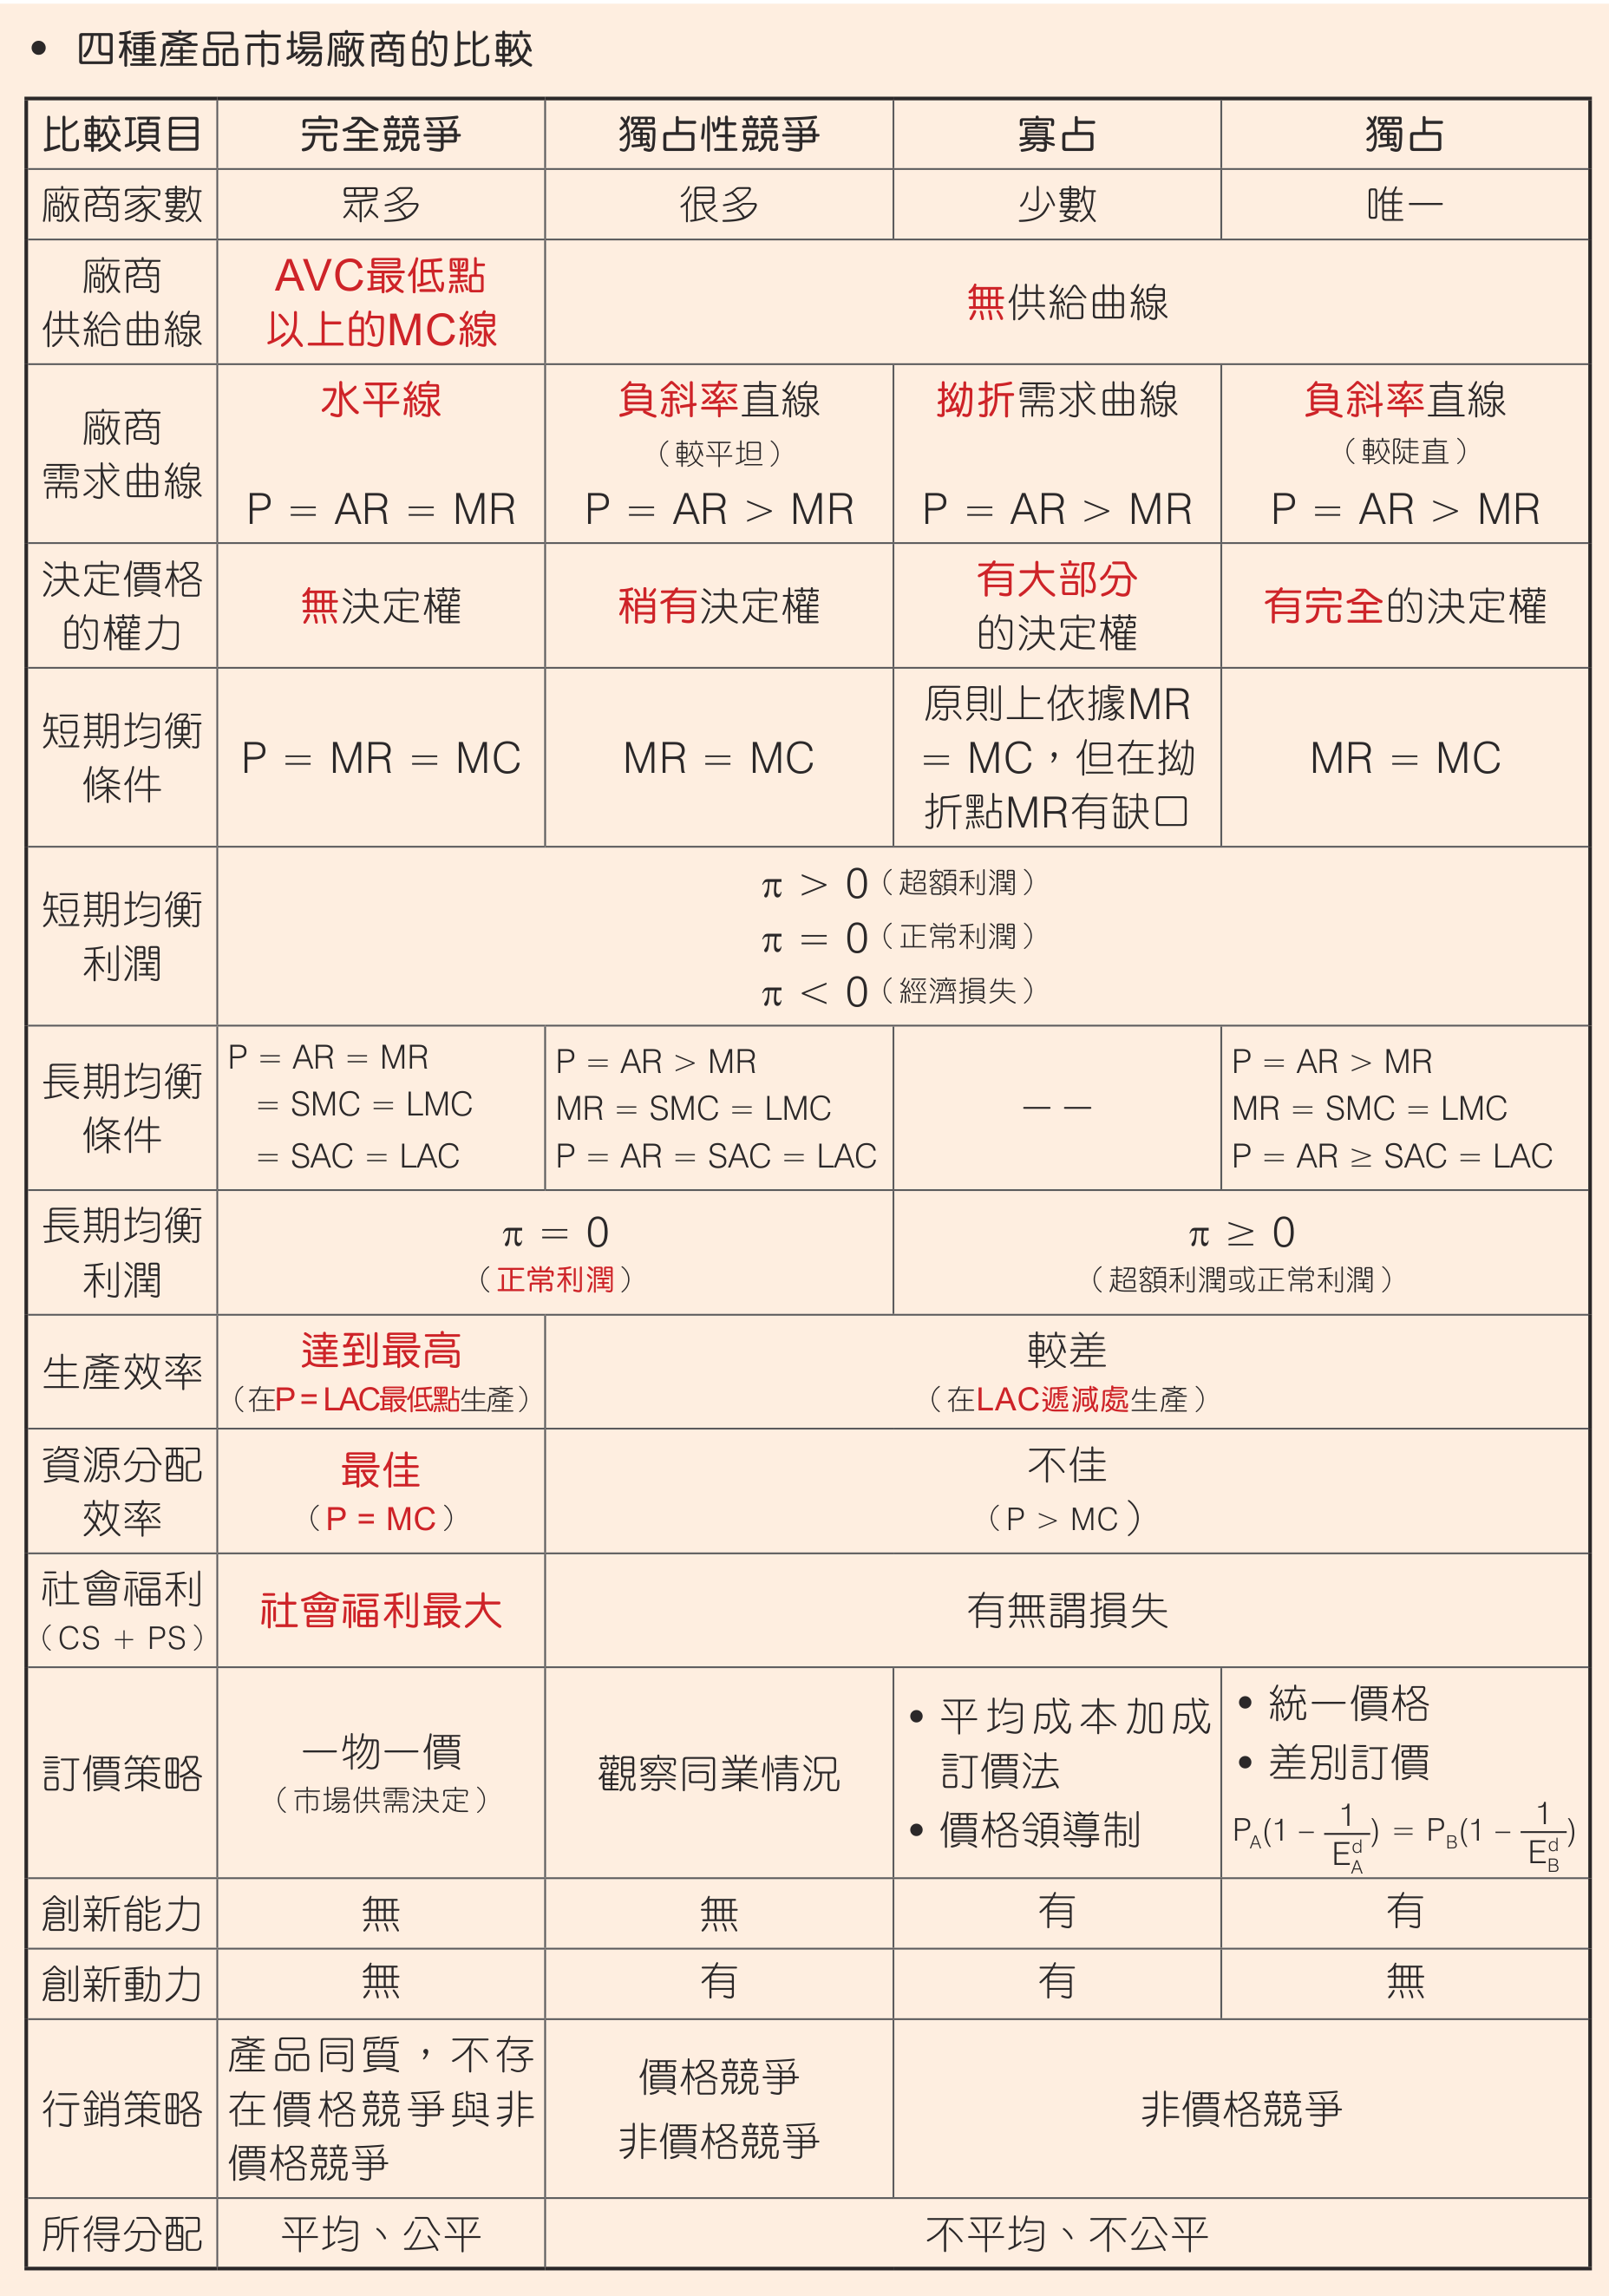 • 四種產品市場廠商的比較
比較項目 完全競爭 獨占性競爭 寡占 獨占
廠商家數 眾多 很多 少數 唯一
廠商
供給曲線
AVC最低點
以上的MC線
無供給曲線
廠商
需求曲線
水平線
P = AR = MR
負斜率直線
（較平坦）
P = AR > MR
拗折需求曲線
P = AR > MR
負斜率直線
（較陡直）
P = AR > MR
決定價格
的權力
無決定權
稍有決定權
有大部分
的決定權
有完全的決定權
短期均衡
條件
P = MR = MC
MR = MC
原則上依據MR
= MC，但在拗
折點MR有缺口
MR = MC
短期均衡
利潤
π > 0（超額利潤）
π = 0（正常利潤）
π < 0（經濟損失）
長期均衡
條件
P = AR = MR
= SMC = LMC
= SAC = LAC
P = AR > MR
MR = SMC = LMC
P = AR = SAC = LAC
— —
P = AR > MR
MR = SMC = LMC
P = AR ≥ SAC = LAC
長期均衡
利潤
π = 0
（正常利潤）
π ≥ 0
（超額利潤或正常利潤）
生產效率
達到最高
（在P = LAC最低點生產）
較差
（在LAC遞減處生產）
資源分配
效率
最佳
（P = MC）
不佳
（P > MC）
社會福利
（CS + PS）
社會福利最大
有無謂損失
訂價策略
一物一價
（市場供需決定）
觀察同業情況
• 平均成本加成
訂價法
• 價格領導制
• 統一價格
• 差別訂價
P_A(1 − 1/E^d_A) = P_B(1 − 1/E^d_B)
創新能力 無 無 有 有
創新動力 無 有 有 無
行銷策略
產品同質，不存
在價格競爭與非
價格競爭
價格競爭
非價格競爭
非價格競爭
所得分配 平均、公平 不平均、不公平